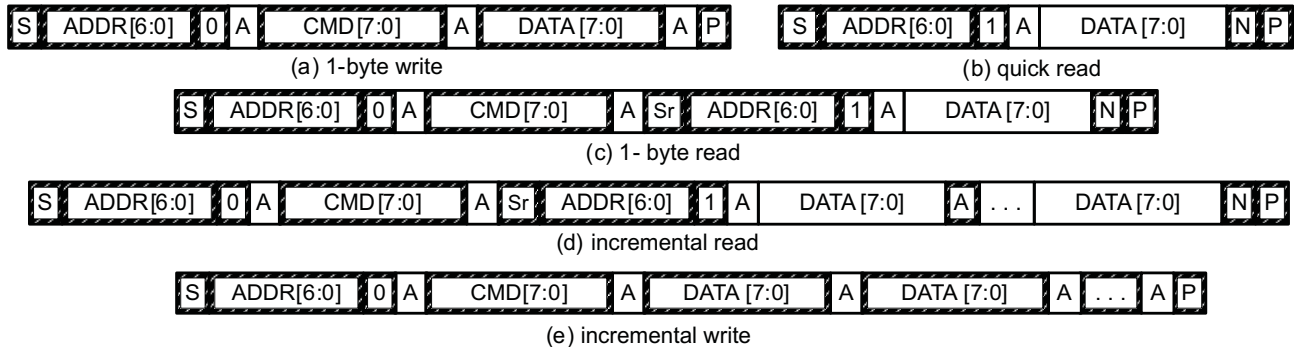 S ADDR[6:0] 0 A CMD[7:0] A DATA[7:0] A P
(a) 1-byte write
S ADDR[6:0] 1 A DATA[7:0] N P
(b) quick read
S ADDR[6:0] 0 A CMD[7:0] A Sr ADDR[6:0] 1 A DATA[7:0] N P
(c) 1- byte read
S ADDR[6:0] 0 A CMD[7:0] A Sr ADDR[6:0] 1 A DATA[7:0] A . . . DATA[7:0] N P
(d) incremental read
S ADDR[6:0] 0 A CMD[7:0] A DATA[7:0] A DATA[7:0] A . . . A P
(e) incremental write